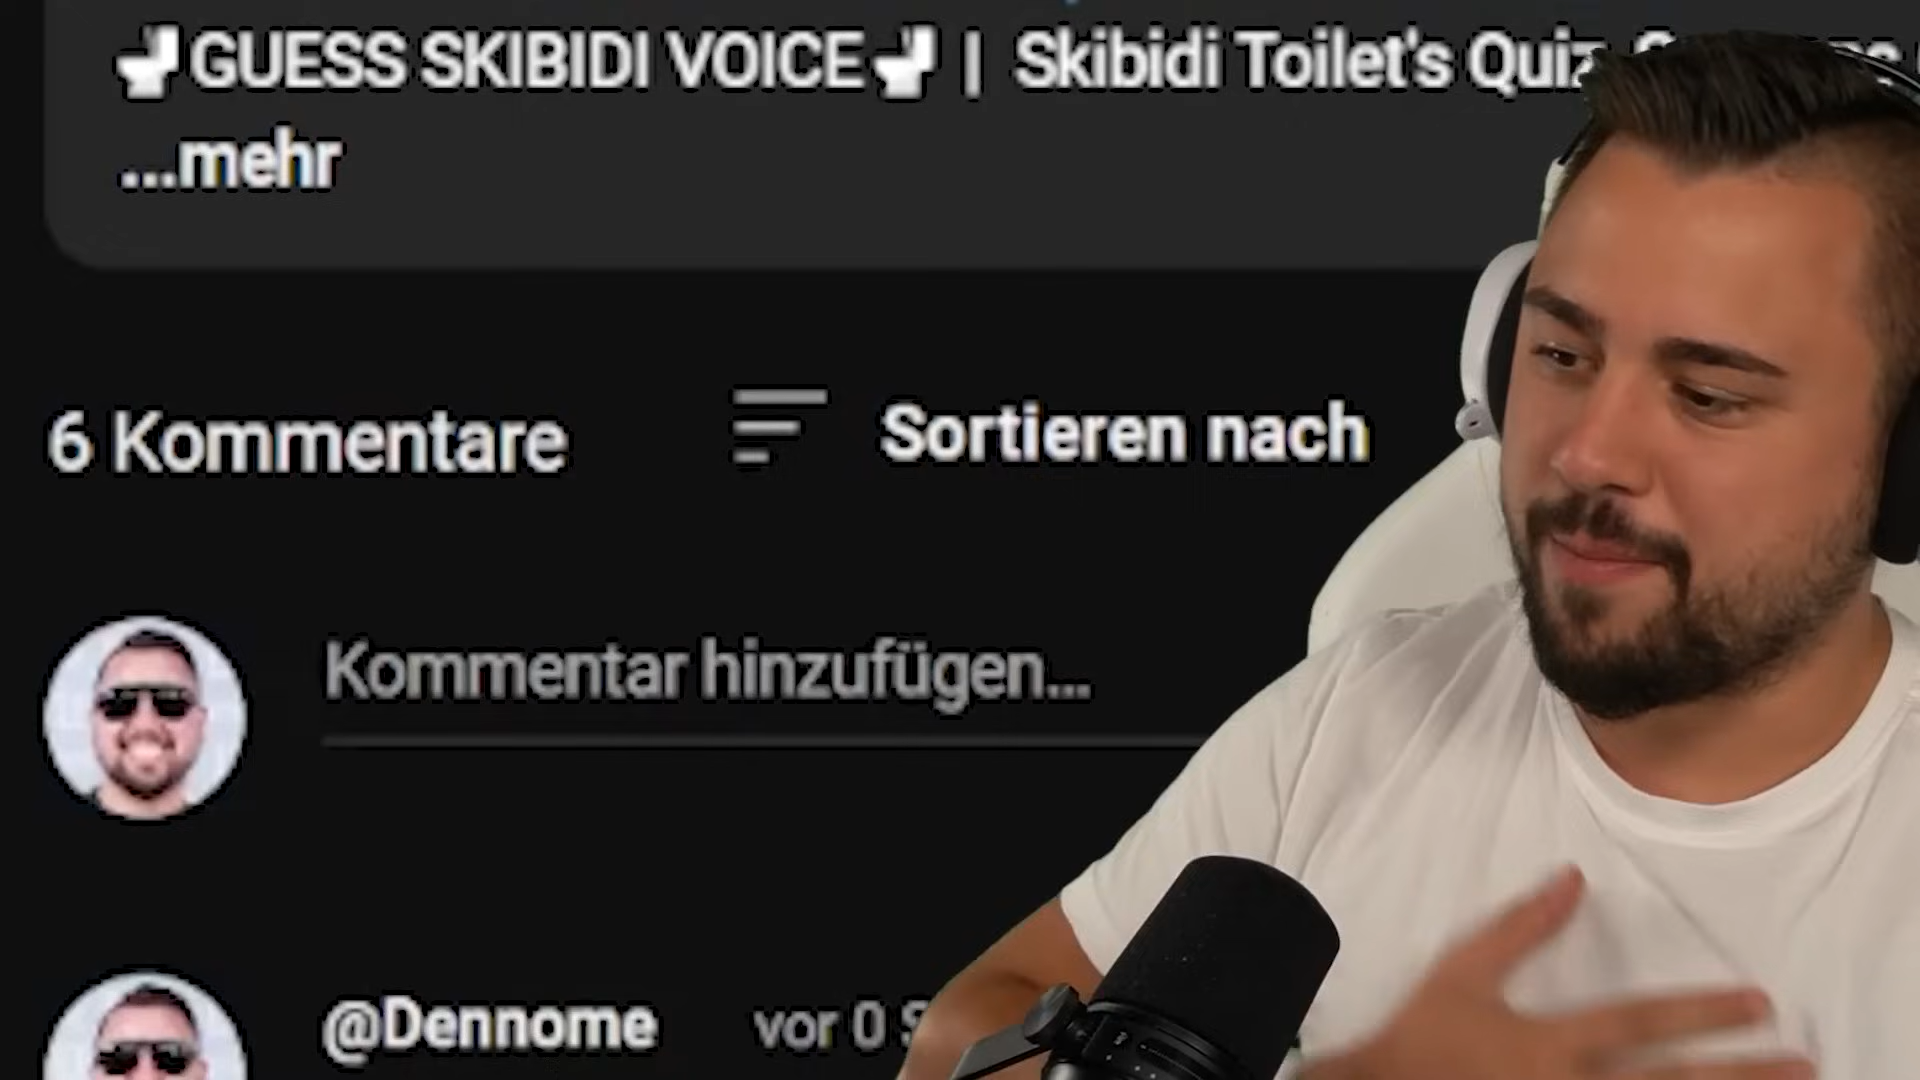 GUESS SKIBIDI VOICE | Skibidi Toilet's Quiz
...mehr
6 Kommentare
Sortieren nach
Kommentar hinzufügen...
@Dennome vor 0